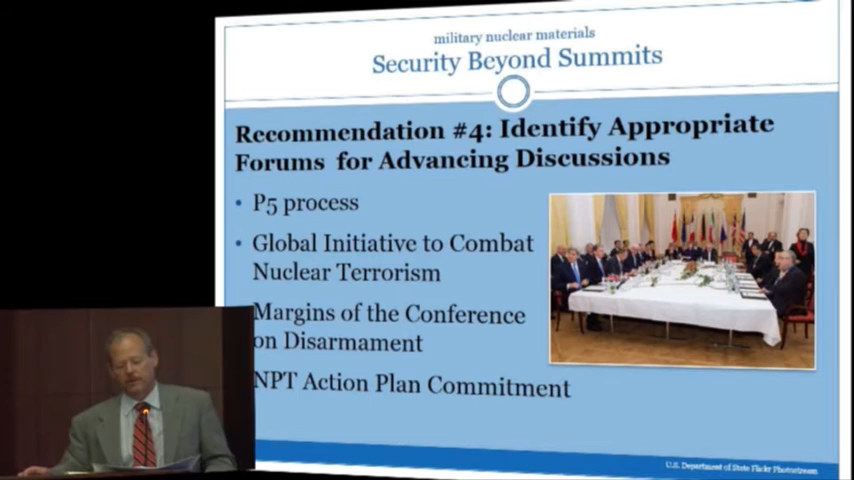 military nuclear materials
Security Beyond Summits
Recommendation #4: Identify Appropriate
Forums for Advancing Discussions
• P5 process
• Global Initiative to Combat
Nuclear Terrorism
Margins of the Conference
on Disarmament
NPT Action Plan Commitment
U.S. Department of State Flickr Photostream